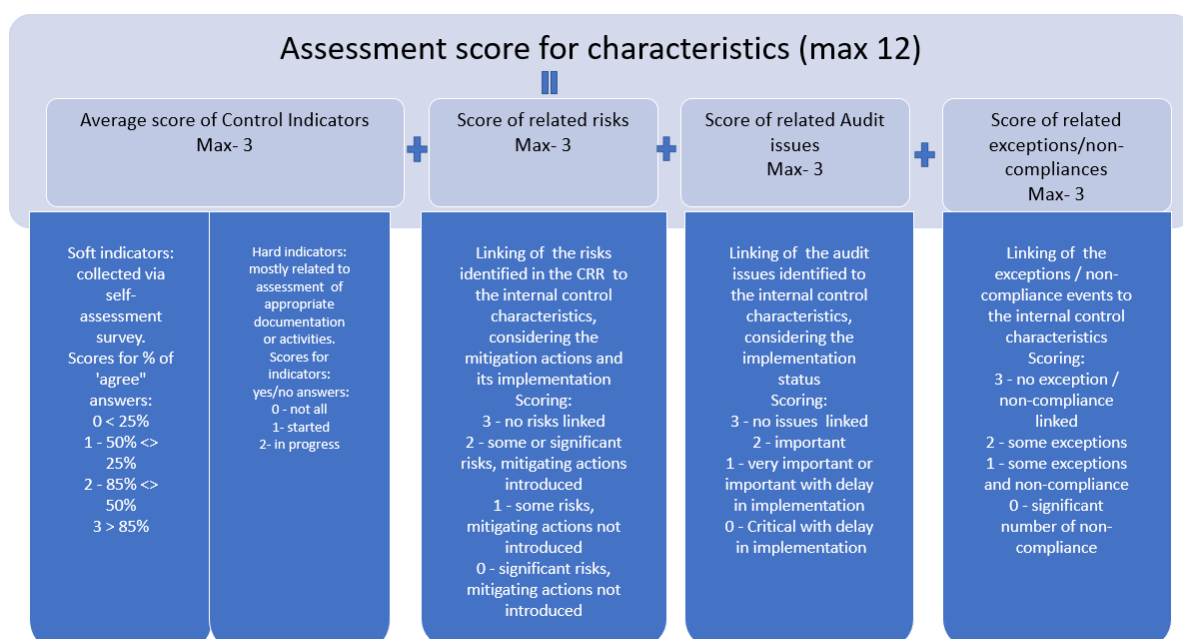 Assessment score for characteristics (max 12)
=
Average score of Control Indicators
Max- 3
+
Score of related risks
Max- 3
+
Score of related Audit
issues
Max- 3
+
Score of related
exceptions/non-
compliances
Max- 3
Soft indicators:
collected via
self-
assessment
survey.
Scores for % of
'agree"
answers:
0 < 25%
1 - 50% <>
25%
2 - 85% <>
50%
3 > 85%
Hard indicators:
mostly related to
assessment of
appropriate
documentation
or activities.
Scores for
indicators:
yes/no answers:
0 - not all
1- started
2- in progress
Linking of the risks
identified in the CRR to
the internal control
characteristics,
considering the
mitigation actions and
its implementation
Scoring:
3 - no risks linked
2 - some or significant
risks, mitigating actions
introduced
1 - some risks,
mitigating actions not
introduced
0 - significant risks,
mitigating actions not
introduced
Linking of the audit
issues identified to
the internal control
characteristics,
considering the
implementation
status
Scoring:
3 - no issues linked
2 - important
1 - very important or
important with delay
in implementation
0 - Critical with delay
in implementation
Linking of the
exceptions / non-
compliance events to
the internal control
characteristics
Scoring:
3 - no exception /
non-compliance
linked
2 - some exceptions
1 - some exceptions
and non-compliance
0 - significant
number of non-
compliance